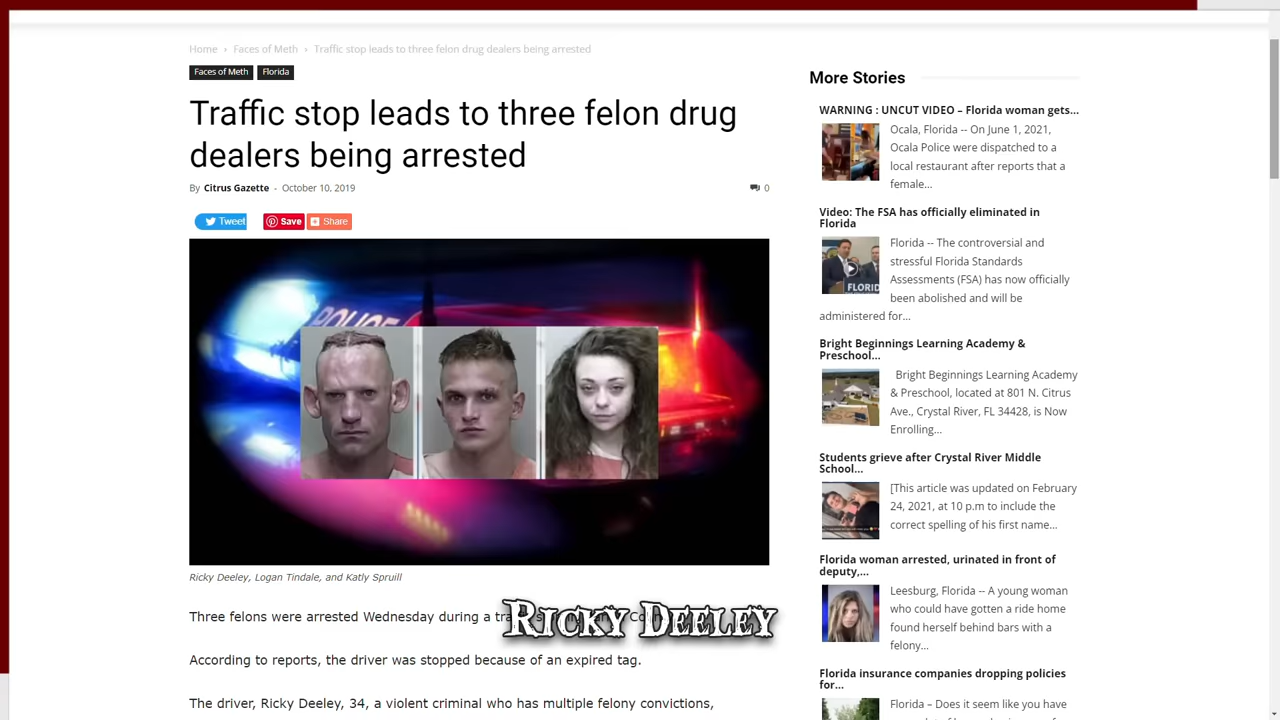 Home › Faces of Meth › Traffic stop leads to three felon drug dealers being arrested
Faces of Meth Florida
Traffic stop leads to three felon drug
dealers being arrested
By Citrus Gazette - October 10, 2019 0
Tweet Save Share
POLICE
Ricky Deeley, Logan Tindale, and Katly Spruill
Three felons were arrested Wednesday during a
Ricky Deeley
According to reports, the driver was stopped because of an expired tag.
The driver, Ricky Deeley, 34, a violent criminal who has multiple felony convictions,
More Stories
WARNING : UNCUT VIDEO – Florida woman gets...
Ocala, Florida -- On June 1, 2021,
Ocala Police were dispatched to a
local restaurant after reports that a
female...
Video: The FSA has officially eliminated in
Florida
FLORID
Florida -- The controversial and
stressful Florida Standards
Assessments (FSA) has now officially
been abolished and will be
administered for...
Bright Beginnings Learning Academy &
Preschool...
Bright Beginnings Learning Academy
& Preschool, located at 801 N. Citrus
Ave., Crystal River, FL 34428, is Now
Enrolling...
Students grieve after Crystal River Middle
School...
[This article was updated on February
24, 2021, at 10 p.m to include the
correct spelling of his first name...
Florida woman arrested, urinated in front of
deputy,...
Leesburg, Florida -- A young woman
who could have gotten a ride home
found herself behind bars with a
felony...
Florida insurance companies dropping policies
for...
Florida – Does it seem like you have